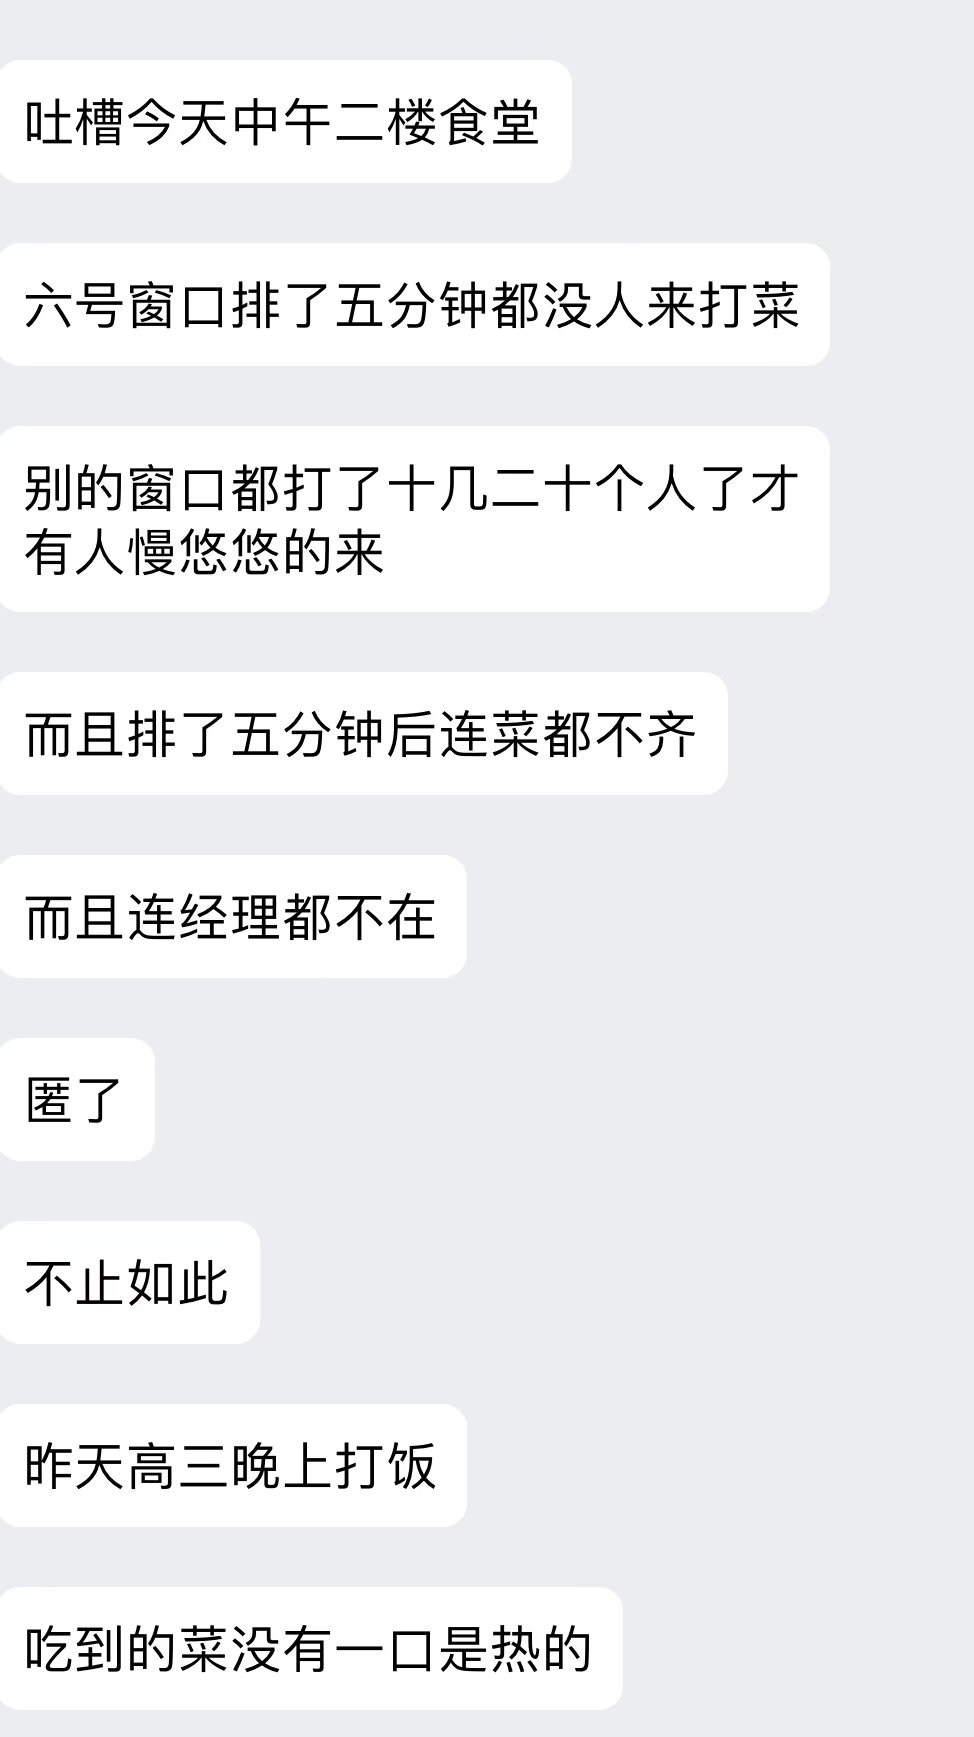 吐槽今天中午二楼食堂
六号窗口排了五分钟都没人来打菜
别的窗口都打了十几二十个人了才
有人慢悠悠的来
而且排了五分钟后连菜都不齐
而且连经理都不在
匿了
不止如此
昨天高三晚上打饭
吃到的菜没有一口是热的